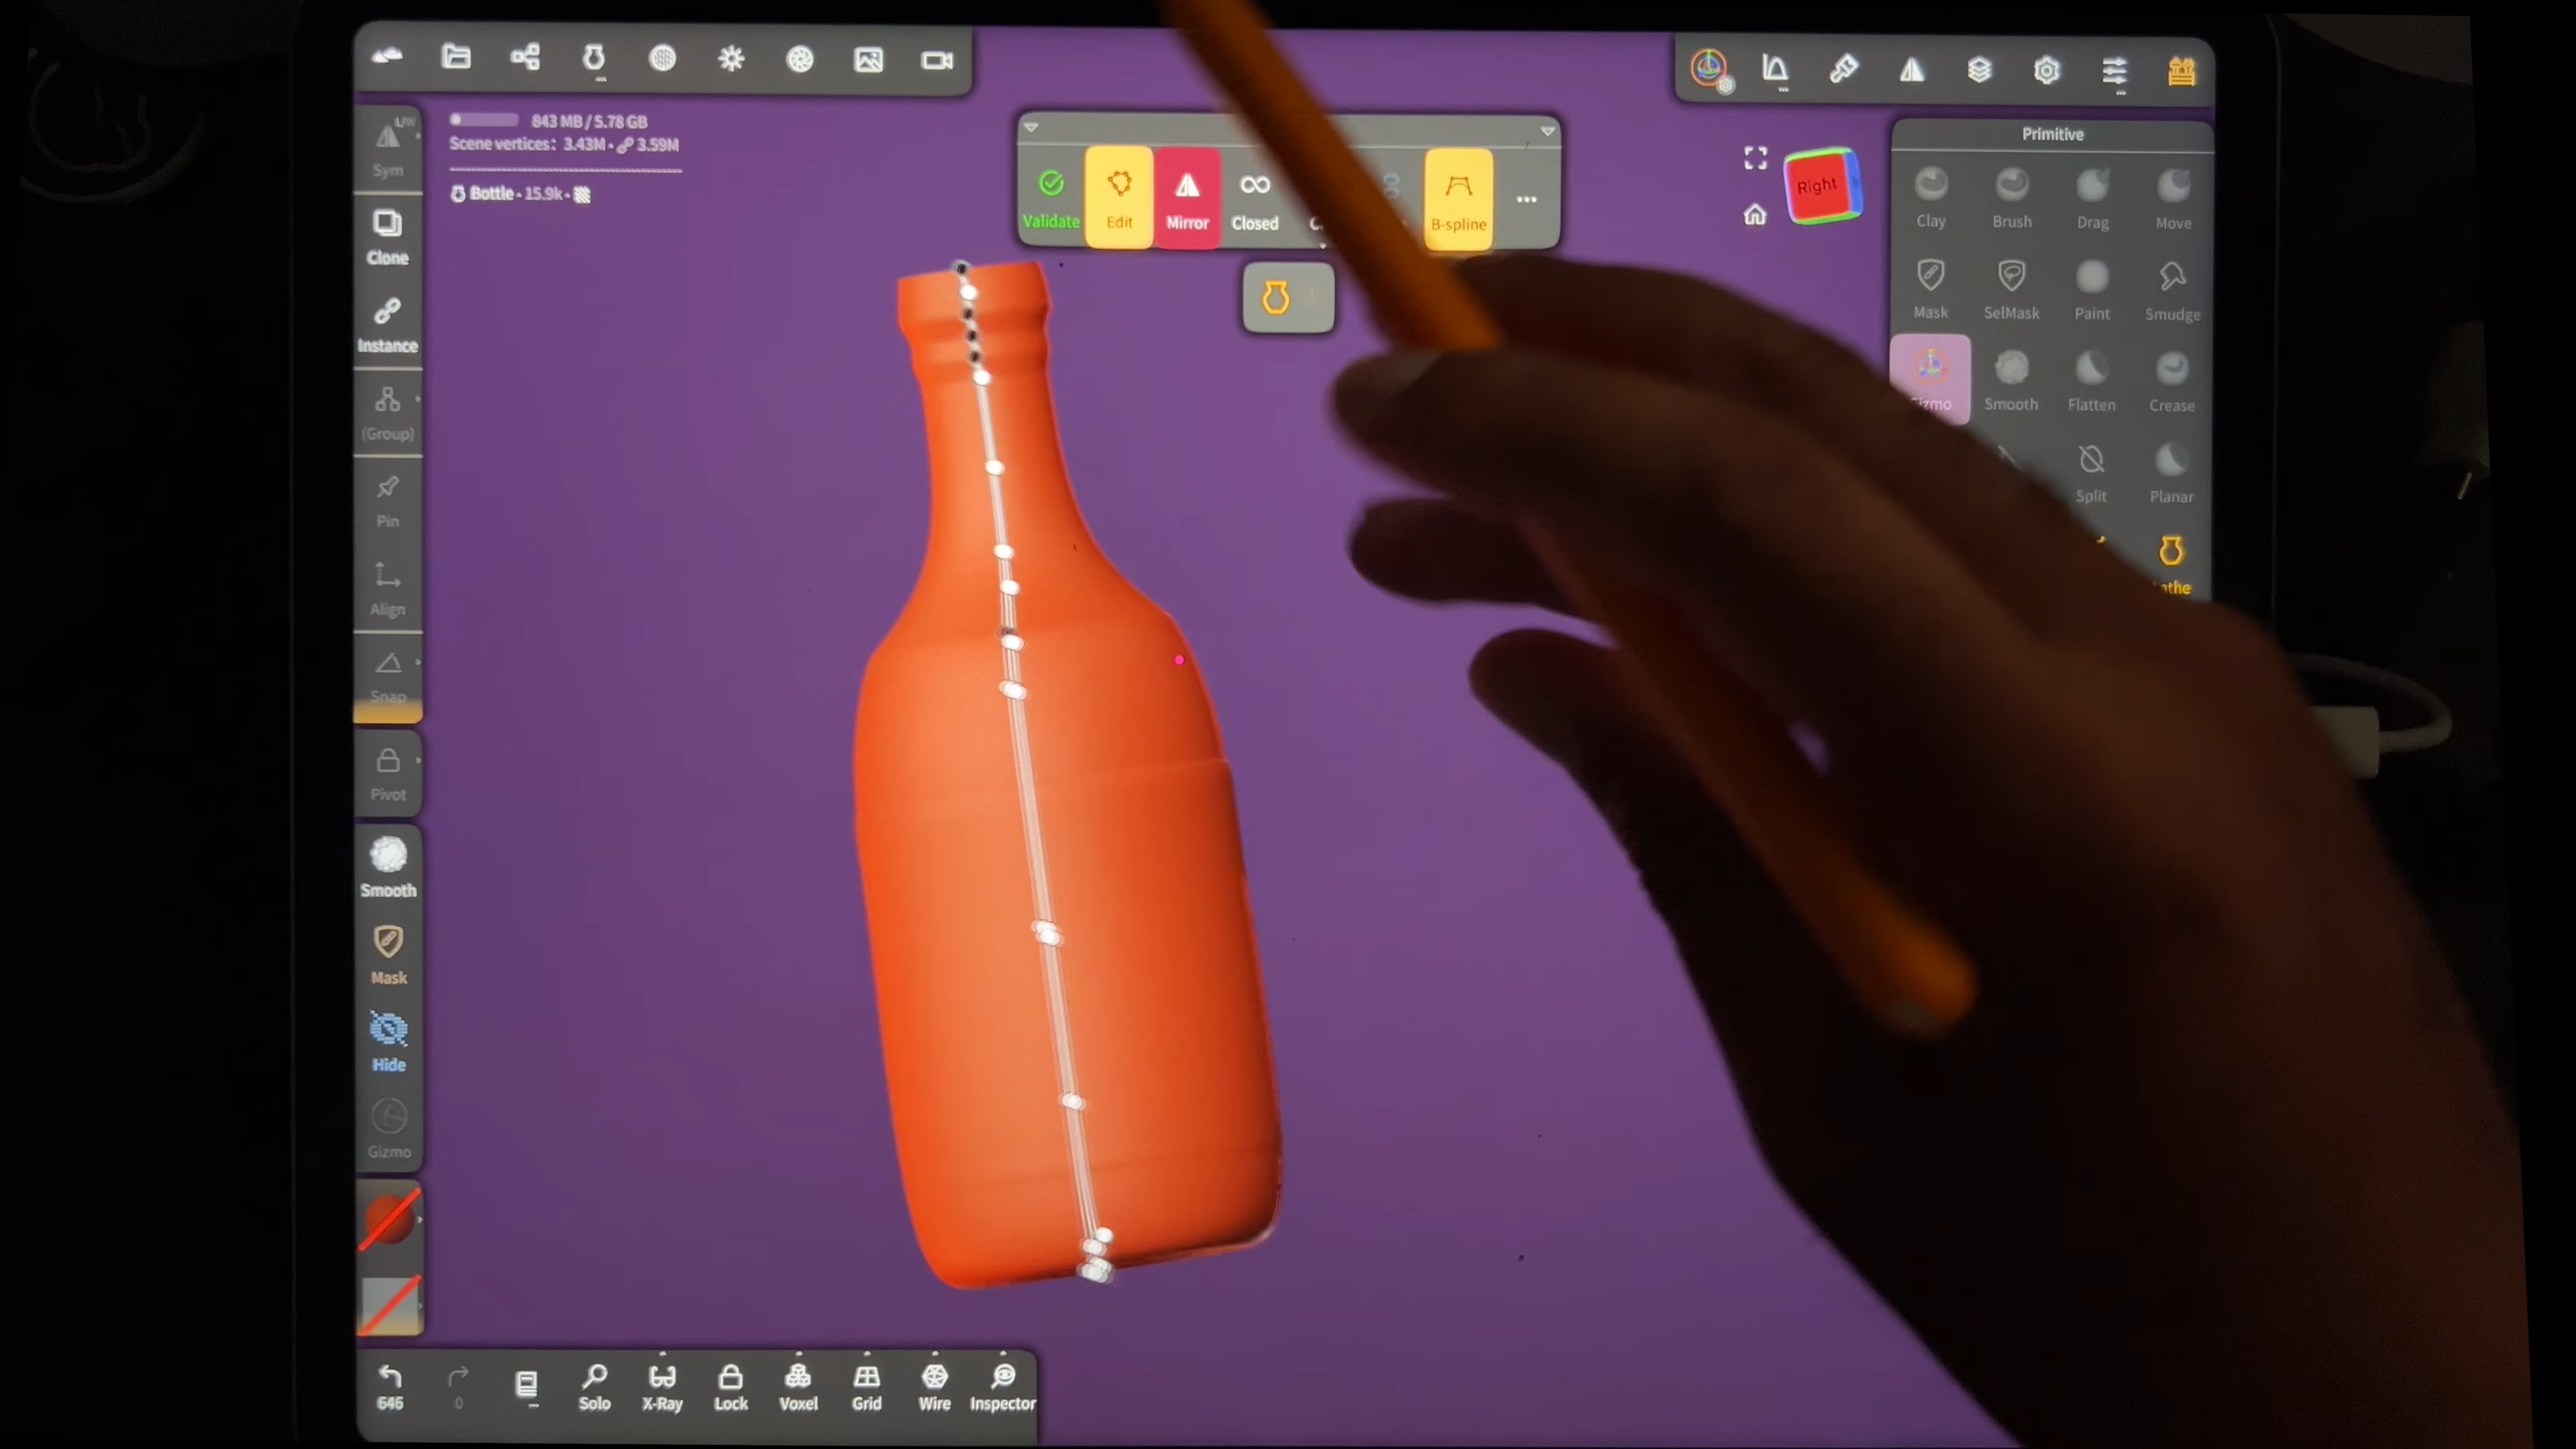 843 MB / 5.78 GB
Scene vertices: 3.43M • 3.59M
Bottle • 15.9k •
L/W
Sym
Clone
Instance
(Group)
Pin
Align
Snap
Pivot
Smooth
Mask
Hide
Gizmo
Validate
Edit
Mirror
Closed
B-spline
...
Right
Primitive
Clay
Brush
Drag
Move
Mask
SelMask
Paint
Smudge
Gizmo
Smooth
Flatten
Crease
Split
Planar
646
0
Solo
X-Ray
Lock
Voxel
Grid
Wire
Inspector